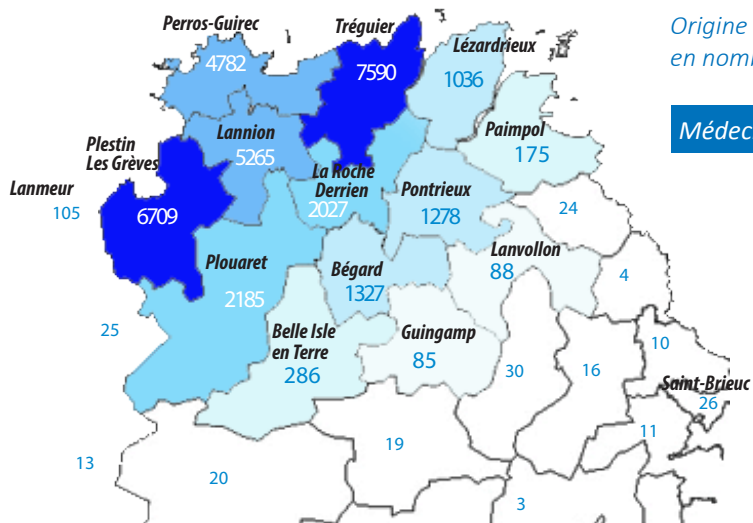 Perros-Guirec
4782
Tréguier
7590
Lézardrieux
1036
Origine
en nom
Médec
Plestin
Les Grèves
6709
Lannion
5265
Paimpol
175
La Roche
Derrien
2027
Pontrieux
1278
Lanmeur
105
24
Plouaret
2185
Bégard
1327
Lanvollon
88
4
25
Belle Isle
en Terre
286
Guingamp
85
30
16
10
Saint-Brieuc
26
11
13
20
19
3